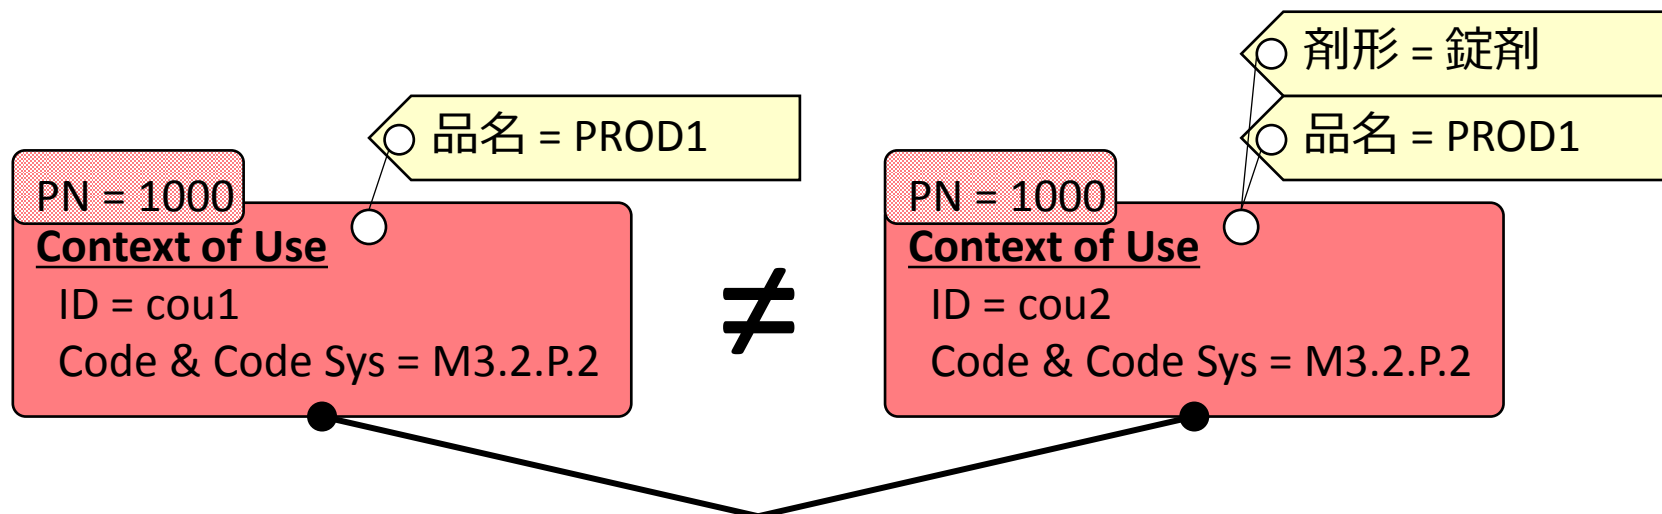 品名 = PROD1
PN = 1000
Context of Use
ID = cou1
Code & Code Sys = M3.2.P.2
≠
剤形 = 錠剤
品名 = PROD1
PN = 1000
Context of Use
ID = cou2
Code & Code Sys = M3.2.P.2